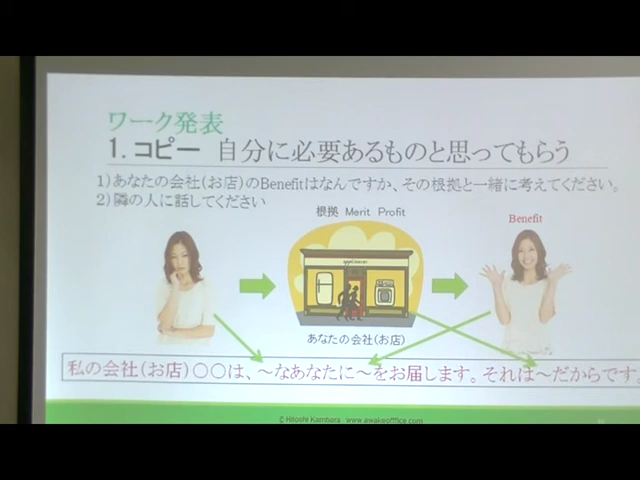 ワーク発表
1. コピー 自分に必要あるものと思ってもらう
1)あなたの会社(お店)のBenefitはなんですか、その根拠と一緒に考えてください。
2)隣の人に話してください
根拠 Merit Profit
Benefit
あなたの会社(お店)
私の会社(お店)〇〇は、～なあなたに～をお届します。それは～だからです。
© Hitoshi Kamhora www.awakeoffice.com